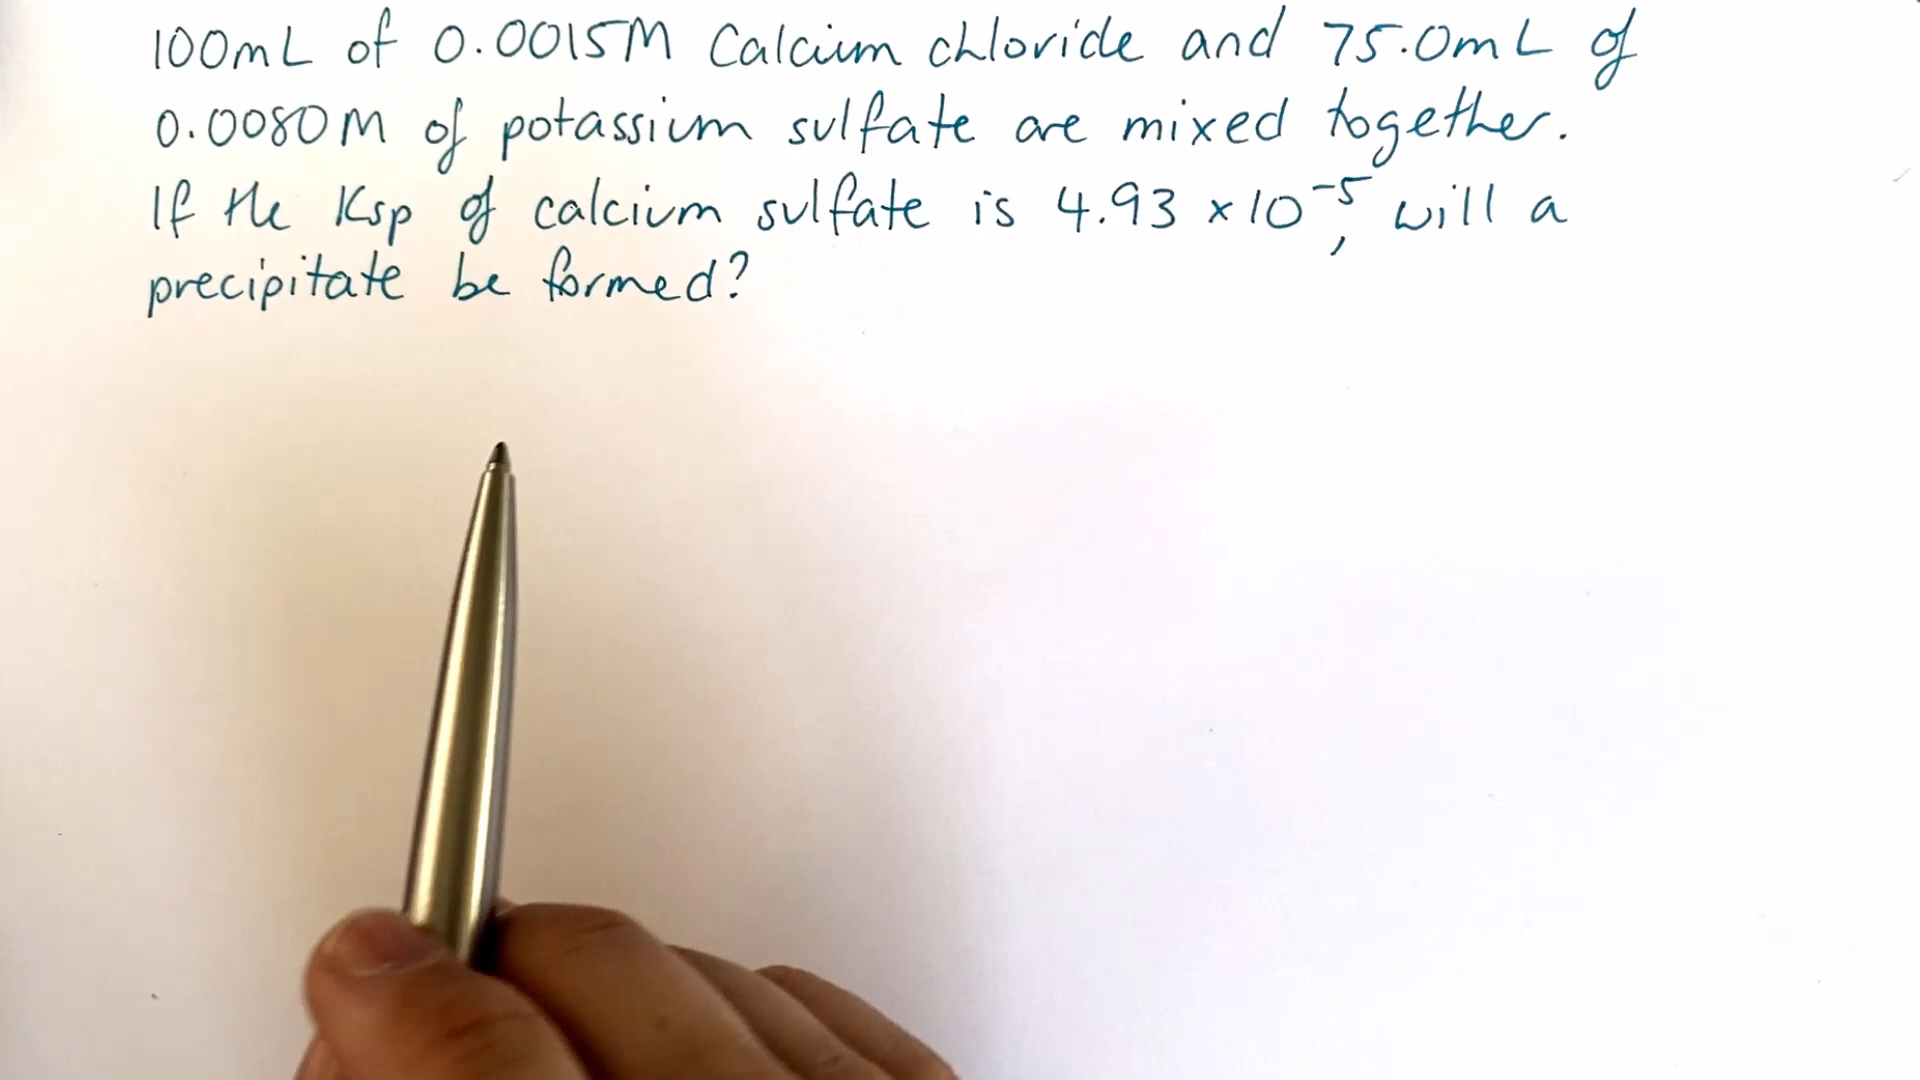 100mL of 0.0015M Calcium chloride and 75.0mL of
0.0080M of potassium sulfate are mixed together.
If the Ksp of calcium sulfate is 4.93 ×10⁻⁵, will a
precipitate be formed?